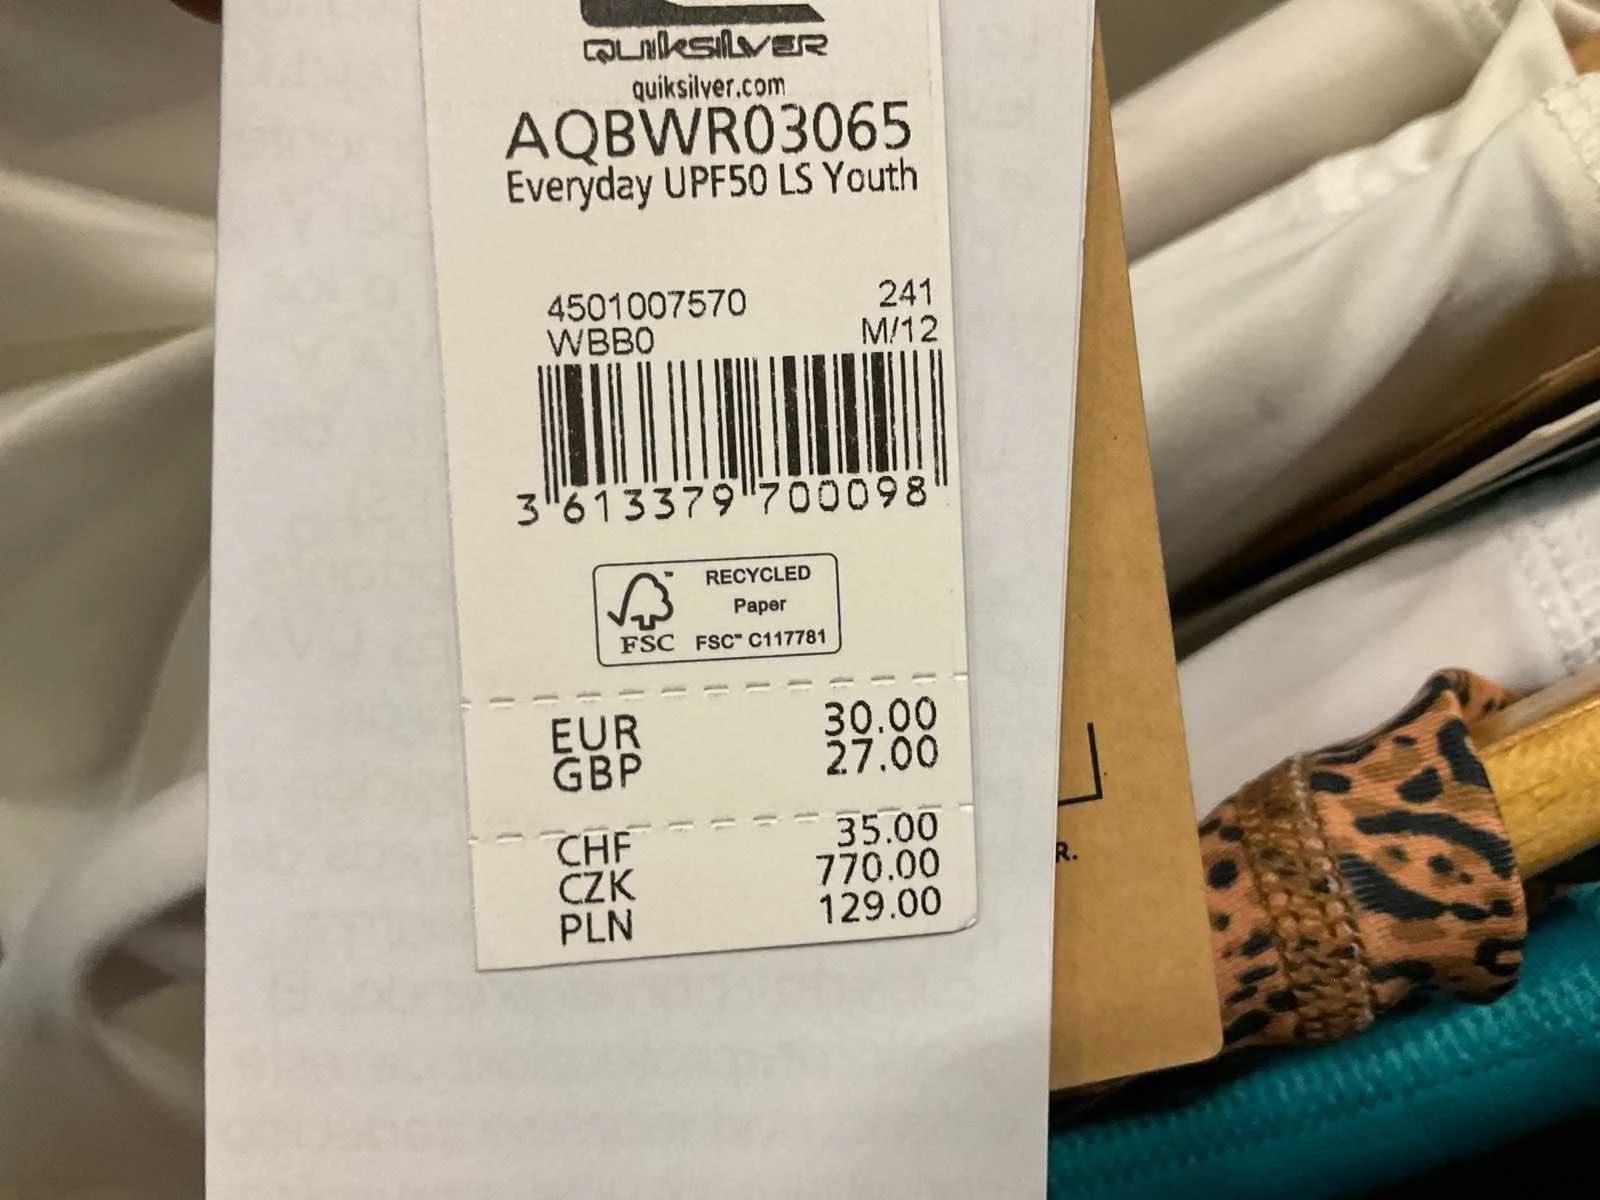 QUIKSILVER
quiksilver.com
AQBWR03065
Everyday UPF50 LS Youth
4501007570 241
WBB0 M/12
3 613379 700098
FSC™ RECYCLED
Paper
FSC™ C117781
EUR 30.00
GBP 27.00
CHF 35.00
CZK 770.00
PLN 129.00
R.